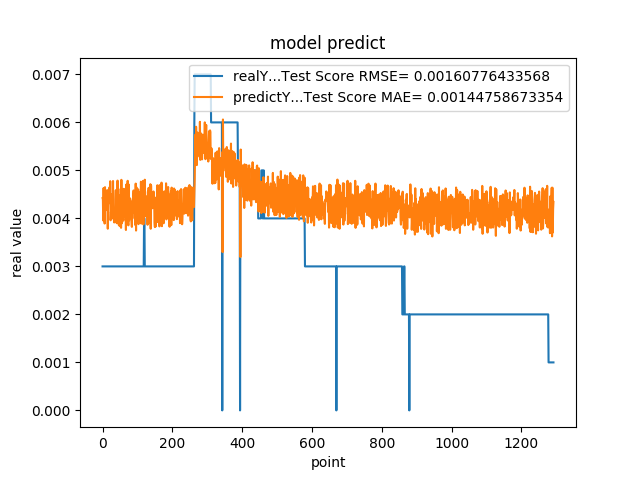 model predict
realY...Test Score RMSE= 0.00160776433568
predictY...Test Score MAE= 0.00144758673354
real value
0.007
0.006
0.005
0.004
0.003
0.002
0.001
0.000
0 200 400 600 800 1000 1200
point